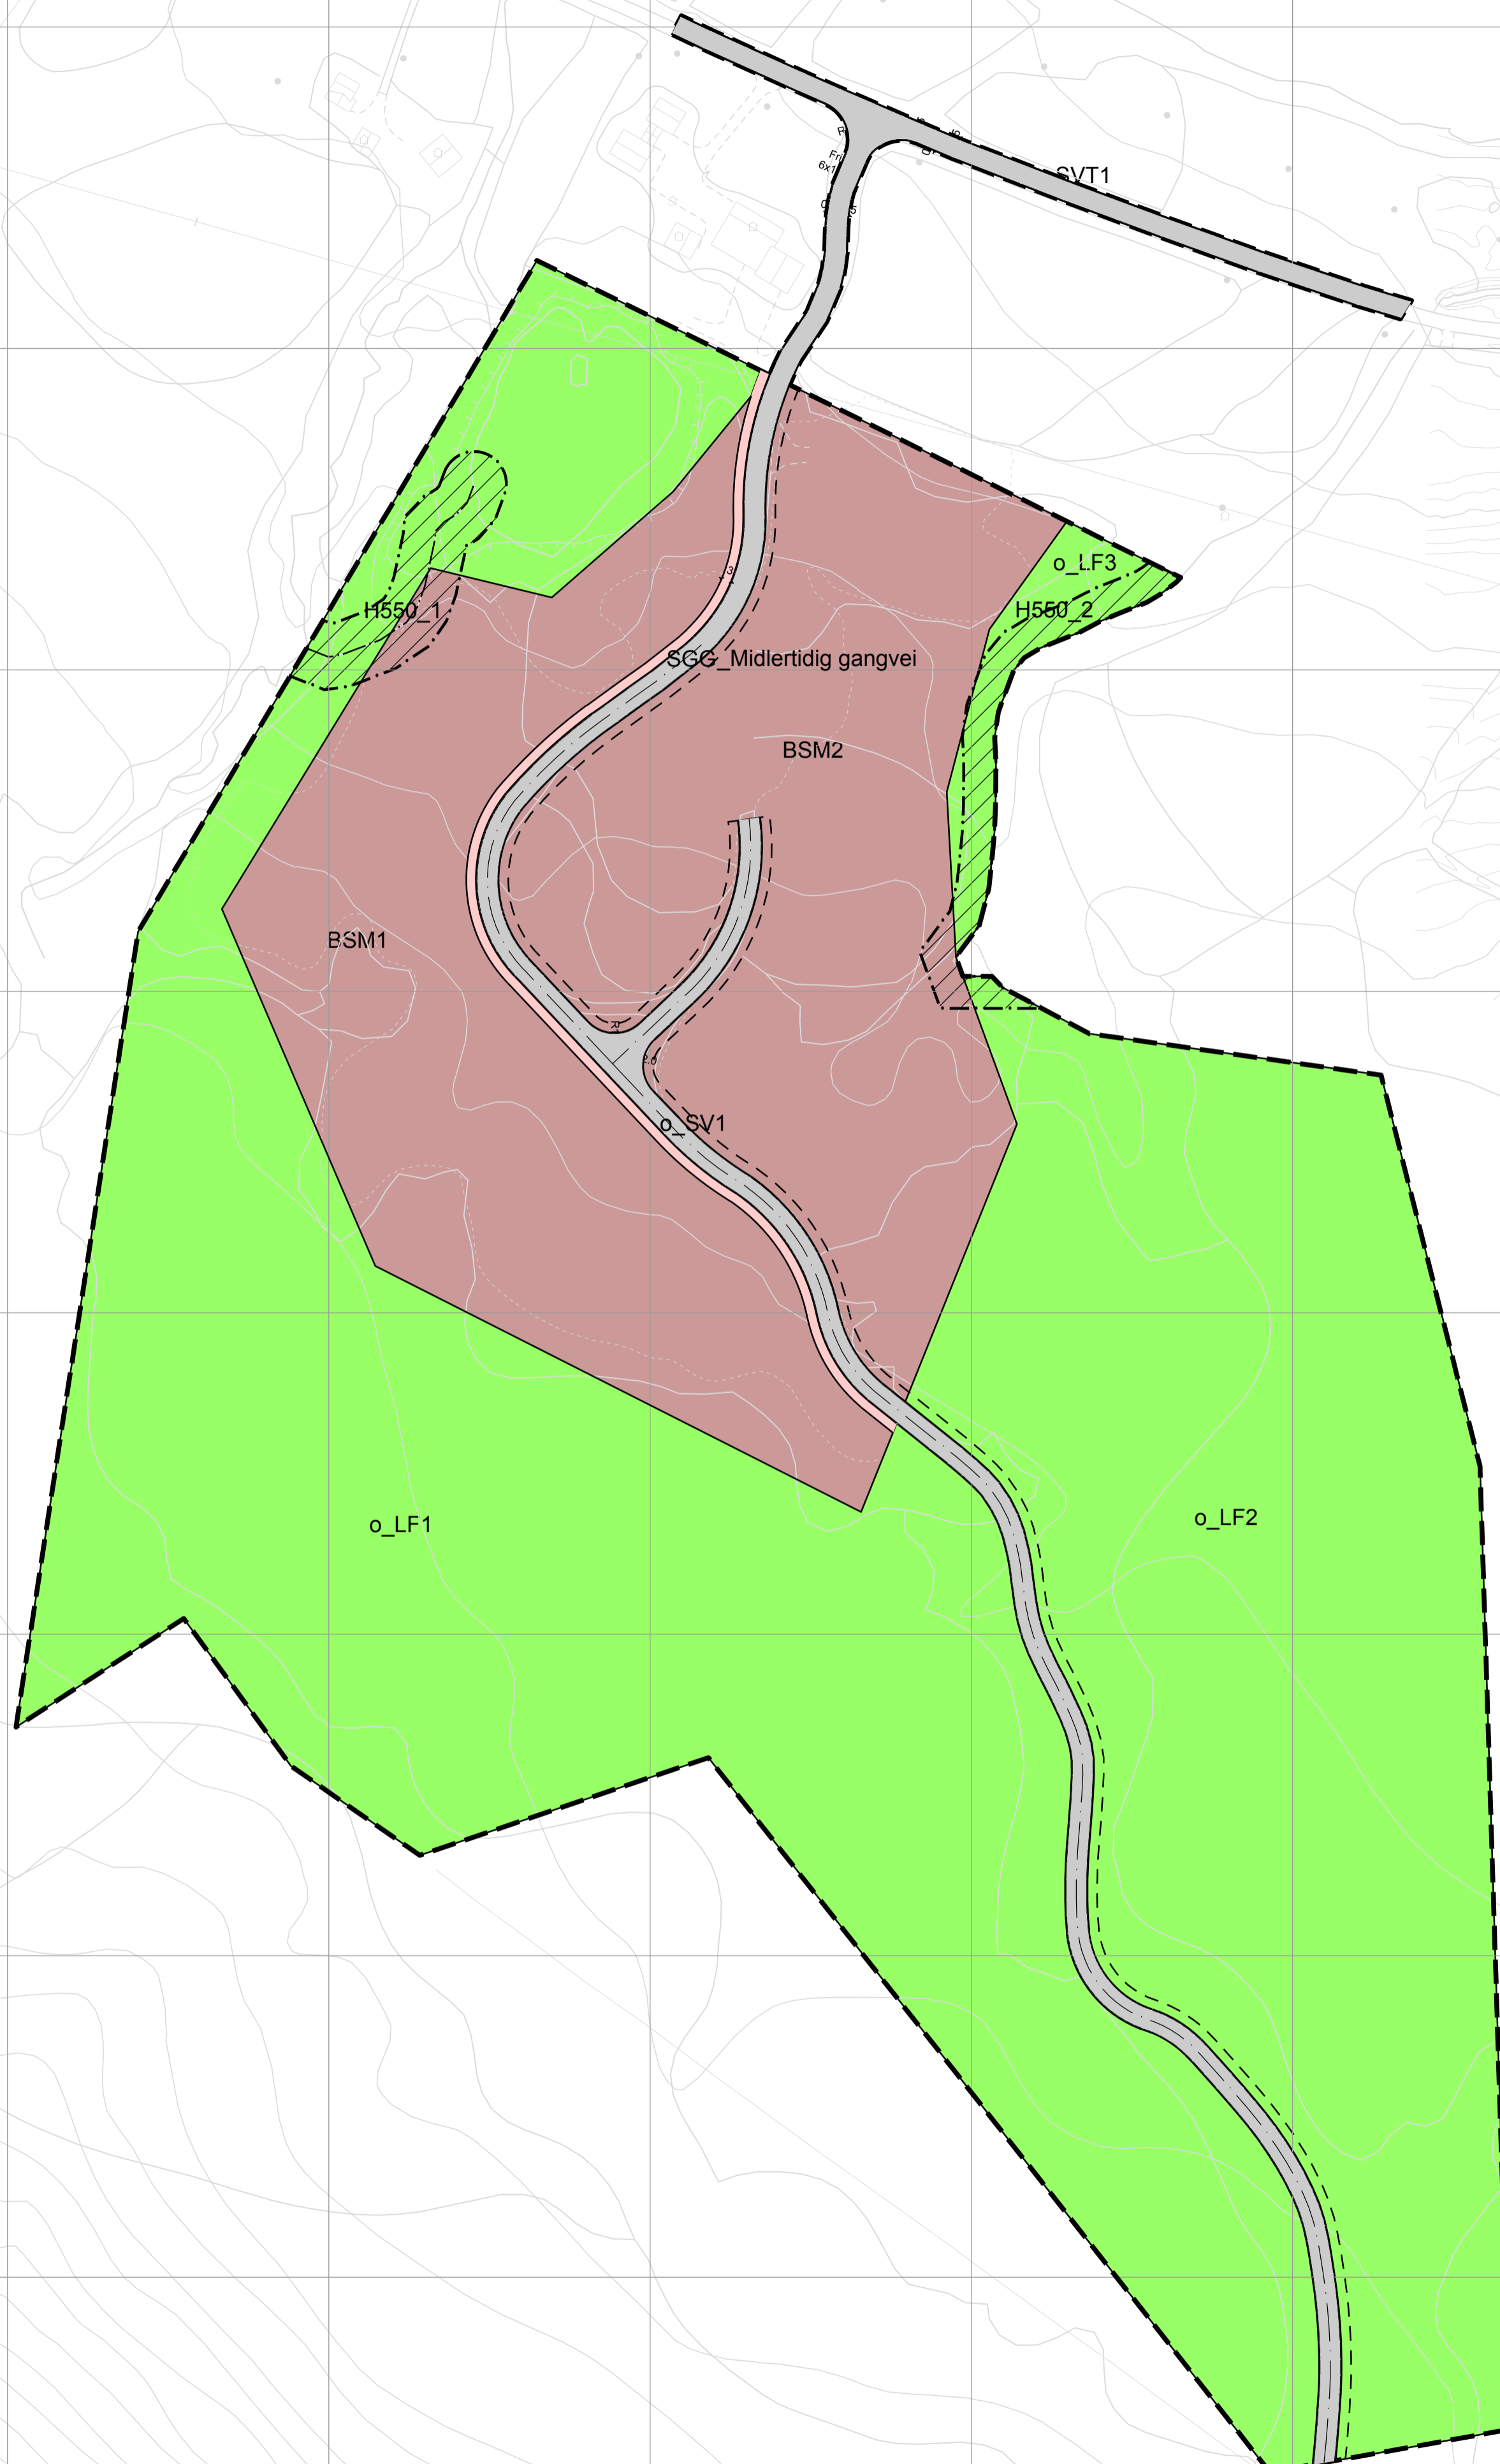 SVT1
o_LF3
H550_1
H550_2
SGG_Midlertidig gangvei
BSM2
BSM1
o_SV1
o_LF1
o_LF2